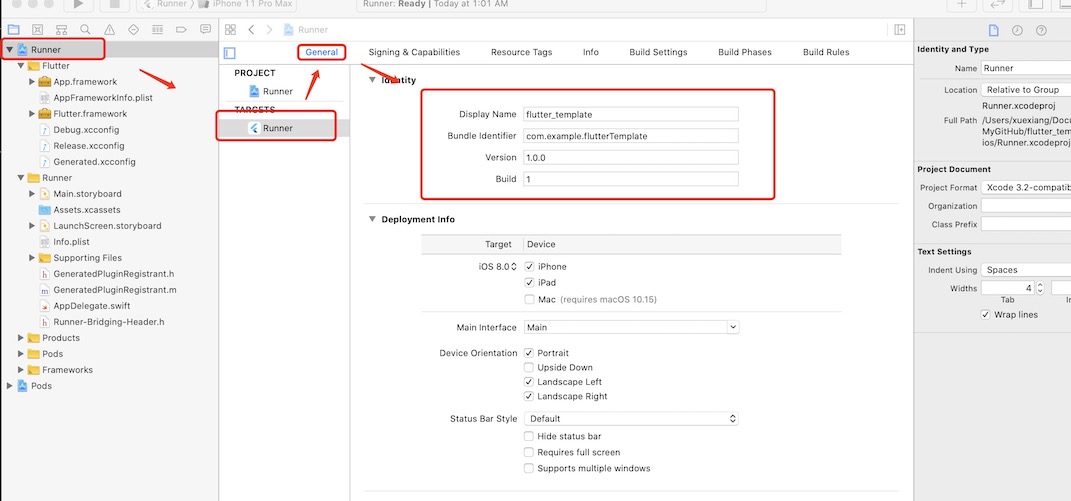 Runner
iPhone 11 Pro Max
Runner: Ready | Today at 1:01 AM
Runner
Runner
Flutter
App.framework
AppFrameworkInfo.plist
Flutter.framework
Debug.xcconfig
Release.xcconfig
Generated.xcconfig
Runner
Main.storyboard
Assets.xcassets
LaunchScreen.storyboard
Info.plist
Supporting Files
GeneratedPluginRegistrant.h
GeneratedPluginRegistrant.m
AppDelegate.swift
Runner-Bridging-Header.h
Products
Pods
Frameworks
Pods
General
Signing & Capabilities
Resource Tags
Info
Build Settings
Build Phases
Build Rules
PROJECT
Runner
TARGETS
Runner
Identity
Display Name flutter_template
Bundle Identifier com.example.flutterTemplate
Version 1.0.0
Build 1
Deployment Info
Target Device
iOS 8.0 iPhone
iPad
Mac (requires macOS 10.15)
Main Interface Main
Device Orientation Portrait
Upside Down
Landscape Left
Landscape Right
Status Bar Style Default
Hide status bar
Requires full screen
Supports multiple windows
Identity and Type
Name Runner
Location Relative to Group
Runner.xcodeproj
Full Path /Users/xuexiang/Docu
MyGitHub/flutter_temp
ios/Runner.xcodeproj
Project Document
Project Format Xcode 3.2-compatib
Organization
Class Prefix
Text Settings
Indent Using Spaces
Widths 4
Tab
Wrap lines